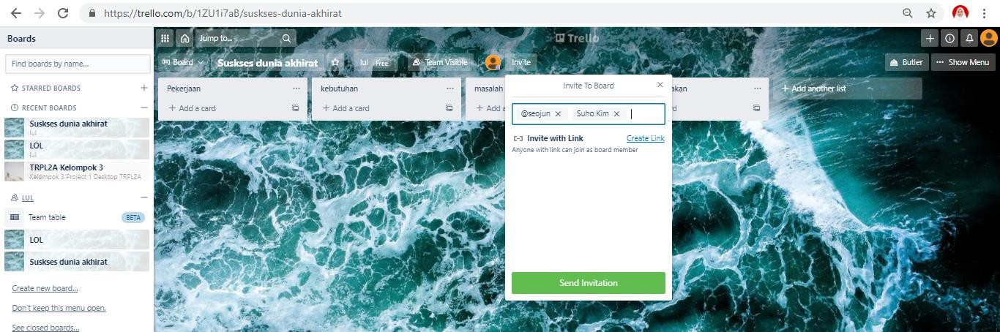 https://trello.com/b/1ZU1i7aB/suskses-dunia-akhirat
Boards
Jump to...
Trello
Find boards by name...
Board
Suskses dunia akhirat
lul
Free
Team Visible
Invite
Butler
... Show Menu
STARRED BOARDS
RECENT BOARDS
Suskses dunia akhirat
lul
LOL
lul
TRPL2A Kelompok 3
Kelompok 3 Project 1 Desktop TRPL2A
LUL
Team table
BETA
LOL
Suskses dunia akhirat
Create new board...
Don't keep this menu open.
See closed boards...
Pekerjaan
+ Add a card
kebutuhan
+ Add a card
masalah
+ Add a
akan
card
+ Add another list
Invite To Board
@seojun
Suho Kim
Invite with Link
Create Link
Anyone with link can join as board member
Send Invitation